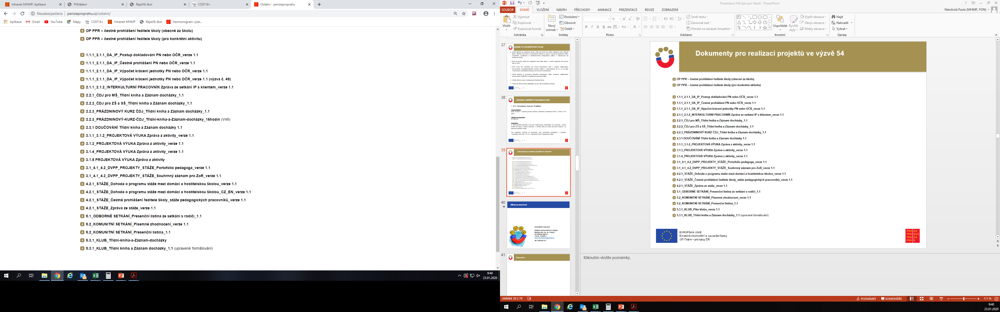 Intranet MHMP: Aplikace
Přihlášení
Rejstřík škol
CSSF14+
Ostatní - penizeproprahu
Nezabezpečeno | penizeproprahu.cz/ostatni/
Aplikace
Gmail
YouTube
Mapy
CSSF14+
Intranet MHMP
Rejstřík škol
Harmonogram výze...
OP PPR – čestné prohlášení ředitele školy (obecné za školu)
OP PPR – čestné prohlášení ředitele školy (pro konkrétní aktivitu)
1.1.1_2.1.1_DA_IP_Postup dokladování PN nebo OČR_verze 1.1
1.1.1_2.1.1_DA_IP_Čestné prohlášení PN nebo OČR_verze 1.1
1.1.1_2.1.1_DA_IP_Výpočet krácení jednotky PN nebo OČR_verze 1.1
1.1.1_2.1.1_DA_IP_Výpočet krácení jednotky PN nebo OČR_verze 1.1 (výzva č. 49)
2.1.1_2.1.2_INTERKULTURNÍ PRACOVNÍK Zpráva ze setkání IP s klientem_verze 1.1
2.2.1_ČDJ pro MŠ_Třídní kniha a Záznam docházky_1.1
2.2.2_ČDJ pro ZŠ a SŠ_Třídní kniha a Záznam docházky_1.1
2.2.3_PRÁZDNINOVÝ KURZ ČDJ_Třídní kniha a Záznam docházky_1.1
2.2.3_PRÁZDNINOVÝ-KURZ-ČDJ_Třídní-kniha-a-Záznam-docházky_16hodin (V49)
2.3.1 DOUČOVÁNÍ Třídní kniha a Záznam docházky 1.1
3.1.1_3.1.2_PROJEKTOVÁ VÝUKA Zpráva z aktivity_verze 1.1
3.1.3_PROJEKTOVÁ VÝUKA Zpráva z aktivity_verze 1.1
3.1.4_PROJEKTOVÁ VÝUKA Zpráva z aktivity_verze 1.1
3.1.5 PROJEKTOVÁ VÝUKA Zpráva z aktivity
3.1_4.1_4.2_DVPP_PROJEKTY_STÁŽE_Portofolio pedagoga_verze 1.1
3.1_4.1_4.2_DVPP_PROJEKTY_STÁŽE_Souhrnný záznam pro ZoR_verze 1.1
4.2.1_STÁŽE_Dohoda o programu stáže mezi domácí a hostitelskou školou_verze 1.1
4.2.1_STÁŽE_Dohoda o programu stáže mezi domácí a hostitelskou školou_CZ_EN_verze 1.1
4.2.1_STÁŽE_Čestné prohlášení ředitele školy_stáže pedagogických pracovníků_verze 1.1
4.2.1_STÁŽE_Zpráva ze stáže_verze 1.1
5.1_ODBORNÉ SETKÁNÍ_Presenční listina ze setkání s rodiči_1.1
5.2_KOMUNITNÍ SETKÁNÍ_Písemné zhodnocení_verze 1.1
5.2_KOMUNITNÍ SETKÁNÍ_Presenční listina_1.1
5.3.1_KLUB_Třídní-kniha-a-Záznam-docházky
5.3.1_KLUB_Třídní kniha a Záznam docházky_1.1 (upravené formátování)
9:40
23.01.2020
Prezentace V54 [jen pro čtení] - PowerPoint
SOUBOR DOMŮ VLOŽENÍ NÁVRH PŘECHODY ANIMACE PREZENTACE REVIZE ZOBRAZENÍ
Netolická Pavla (MHMP, FON)
Vložit
Vyjmout
Kopírovat
Kopírovat formát
Schránka
Nový snímek
Rozložení
Obnovit
Oddíl
Snímky
18
Písmo
Směr textu
Zarovnat text
Převést na obrázek SmartArt
Odstavec
Uspořádat
Rychlé styly
Výplň obrazce
Obrys obrazce
Efekty obrazce
Kreslení
Najít
Nahradit
Vybrat
Úpravy
37
38
39
Dokumenty pro realizaci projektů ve výzvě 54
40
Děkuji za pozornost
41
Kalkulačka
Dokumenty pro realizaci projektů ve výzvě 54
OP PPR – čestné prohlášení ředitele školy (obecné za školu)
OP PPR – čestné prohlášení ředitele školy (pro konkrétní aktivitu)
1.1.1_2.1.1_DA_IP_Postup dokladování PN nebo OČR_verze 1.1
1.1.1_2.1.1_DA_IP_Čestné prohlášení PN nebo OČR_verze 1.1
1.1.1_2.1.1_DA_IP_Výpočet krácení jednotky PN nebo OČR_verze 1.1
2.1.1_2.1.2_INTERKULTURNÍ PRACOVNÍK Zpráva ze setkání IP s klientem_verze 1.1
2.2.1_ČDJ pro MŠ_Třídní kniha a Záznam docházky_1.1
2.2.2_ČDJ pro ZŠ a SŠ_Třídní kniha a Záznam docházky_1.1
2.2.3_PRÁZDNINOVÝ KURZ ČDJ_Třídní kniha a Záznam docházky_1.1
2.3.1 DOUČOVÁNÍ Třídní kniha a Záznam docházky 1.1
3.1.1_3.1.2_PROJEKTOVÁ VÝUKA Zpráva z aktivity_verze 1.1
3.1.3_PROJEKTOVÁ VÝUKA Zpráva z aktivity_verze 1.1
3.1.4_PROJEKTOVÁ VÝUKA Zpráva z aktivity_verze 1.1
3.1_4.1_4.2_DVPP_PROJEKTY_STÁŽE_Portofolio pedagoga_verze 1.1
3.1_4.1_4.2_DVPP_PROJEKTY_STÁŽE_Souhrnný záznam pro ZoR_verze 1.1
4.2.1_STÁŽE_Dohoda o programu stáže mezi domácí a hostitelskou školou_verze 1.1
4.2.1_STÁŽE_Čestné prohlášení ředitele školy_stáže pedagogických pracovníků_verze 1.1
4.2.1_STÁŽE_Zpráva ze stáže_verze 1.1
5.1_ODBORNÉ SETKÁNÍ_Presenční listina ze setkání s rodiči_1.1
5.2_KOMUNITNÍ SETKÁNÍ_Písemné zhodnocení_verze 1.1
5.2_KOMUNITNÍ SETKÁNÍ_Presenční listina_1.1
5.3.1_KLUB_Plán klubu_verze 1.1
5.3.1_KLUB_Třídní kniha a Záznam docházky_1.1 (upravené formátování)
EVROPSKÁ UNIE
Evropské strukturální a investiční fondy
OP Praha – pól růstu ČR
PRA HA
PRA GUE
PRA GA
PRA G
Kliknutím vložíte poznámky.
SNÍMEK 39 Z 79
POZNÁMKY
KOMENTÁŘE
111 %
9:40
23.01.2020